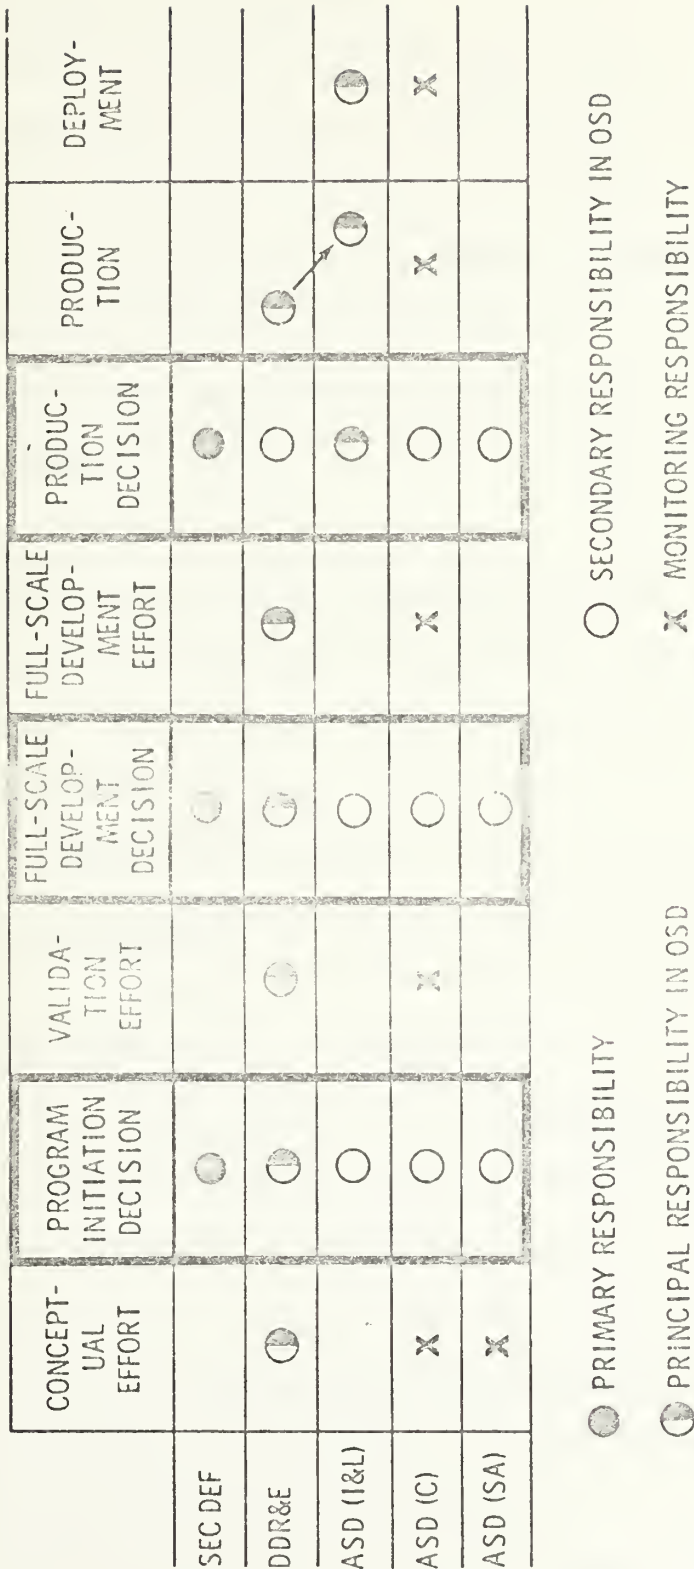 CONCEPT-
UAL
EFFORT
PROGRAM
INITIATION
DECISION
VALIDA-
TION
EFFORT
FULL-SCALE
DEVELOP-
MENT
DECISION
FULL-SCALE
DEVELOP-
MENT
EFFORT
PRODUC-
TION
DECISION
PRODUC-
TION
DEPLOY-
MENT
SEC DEF
DDR&E
ASD (I&L)
ASD (C)
X X X X X
ASD (SA)
X
PRIMARY RESPONSIBILITY
SECONDARY RESPONSIBILITY IN OSD
PRINCIPAL RESPONSIBILITY IN OSD
X MONITORING RESPONSIBILITY